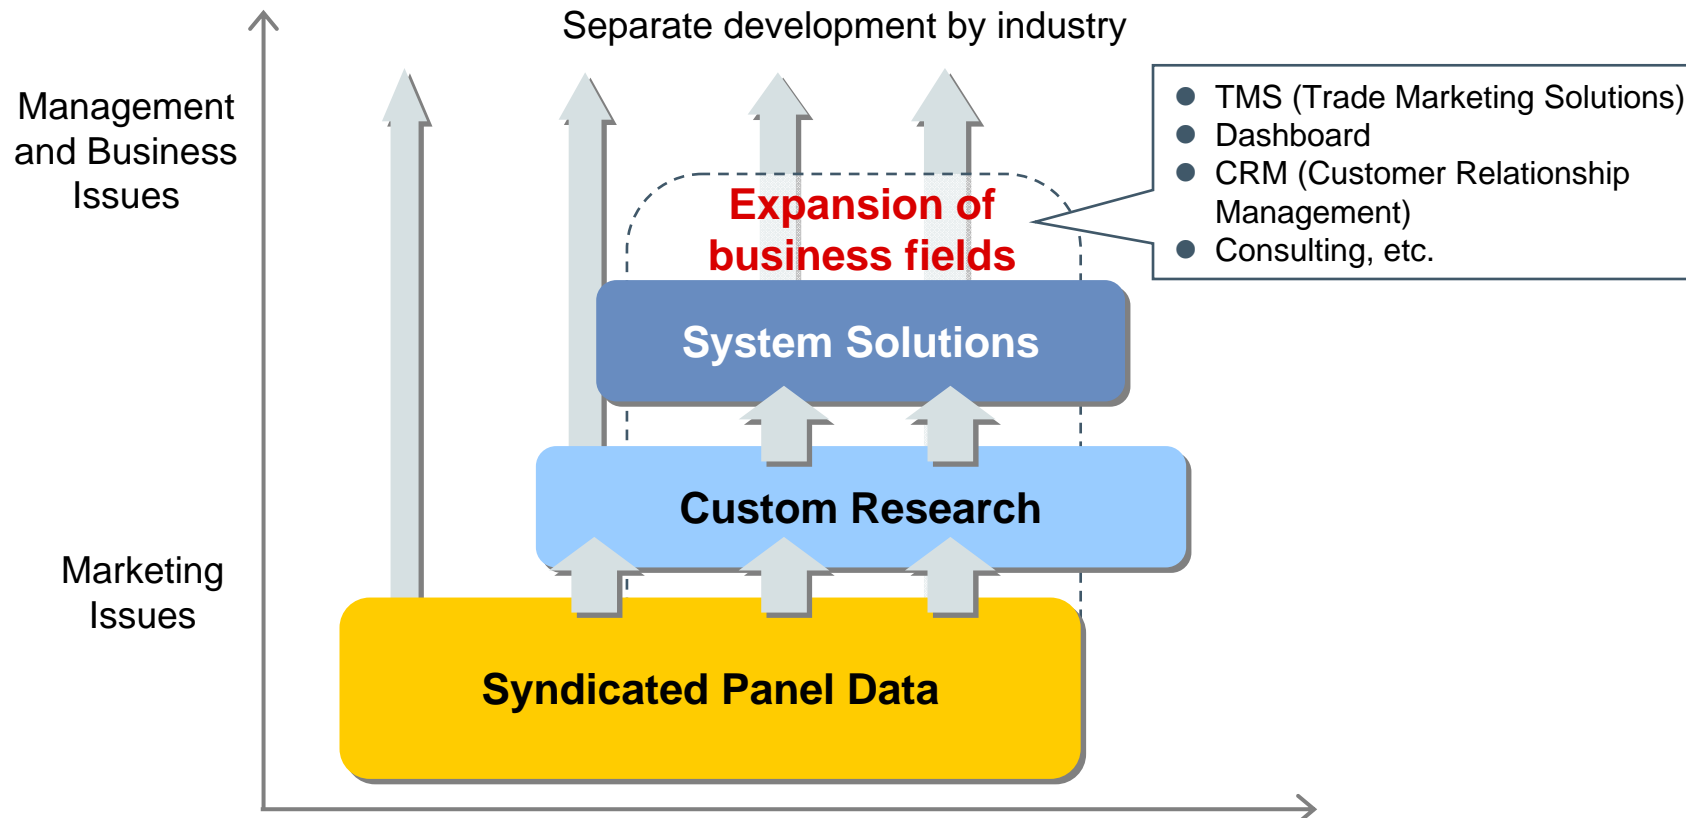 Separate development by industry
Management
and Business
Issues
● TMS (Trade Marketing Solutions)
● Dashboard
● CRM (Customer Relationship
Management)
● Consulting, etc.
Expansion of
business fields
System Solutions
Custom Research
Marketing
Issues
Syndicated Panel Data